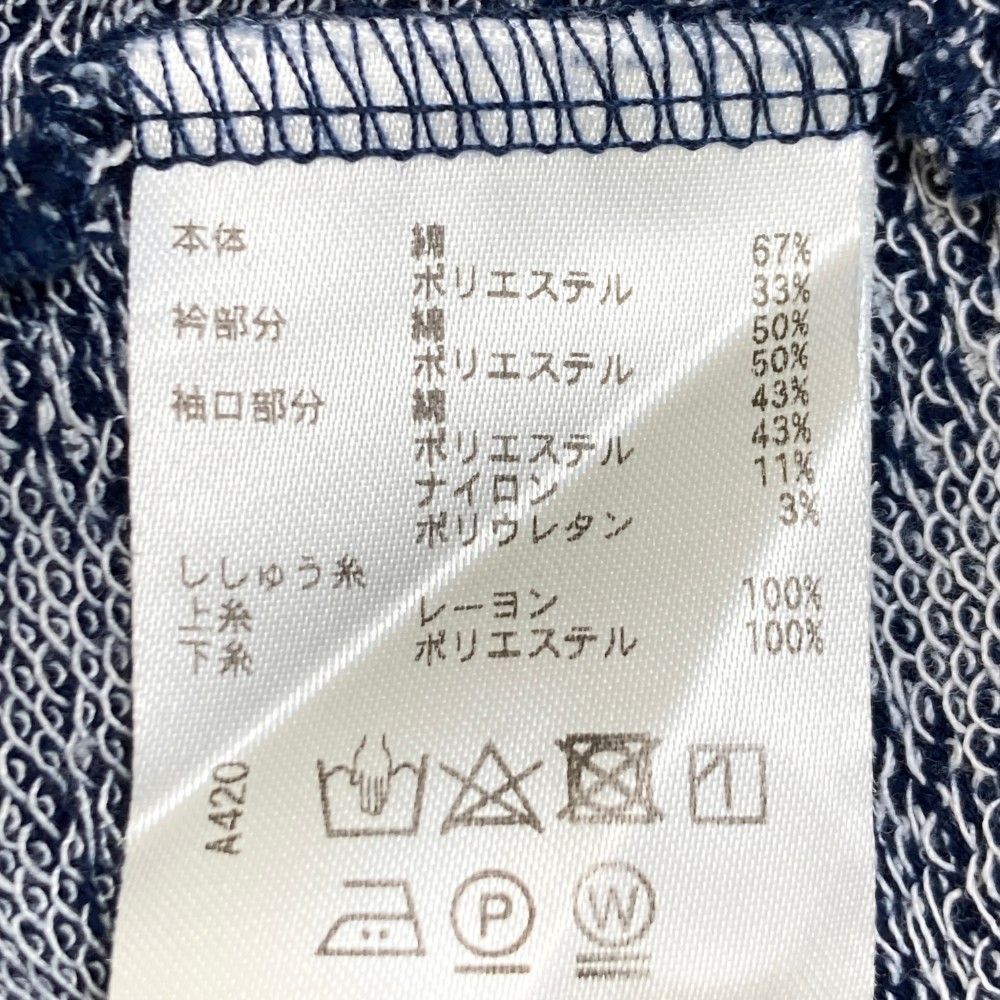 本体 綿 67%
ポリエステル 33%
衿部分 綿 50%
ポリエステル 50%
袖口部分 綿 43%
ポリエステル 43%
ナイロン 11%
ポリウレタン 3%
ししゅう糸
上糸 レーヨン 100%
下糸 ポリエステル 100%
A420
P
W